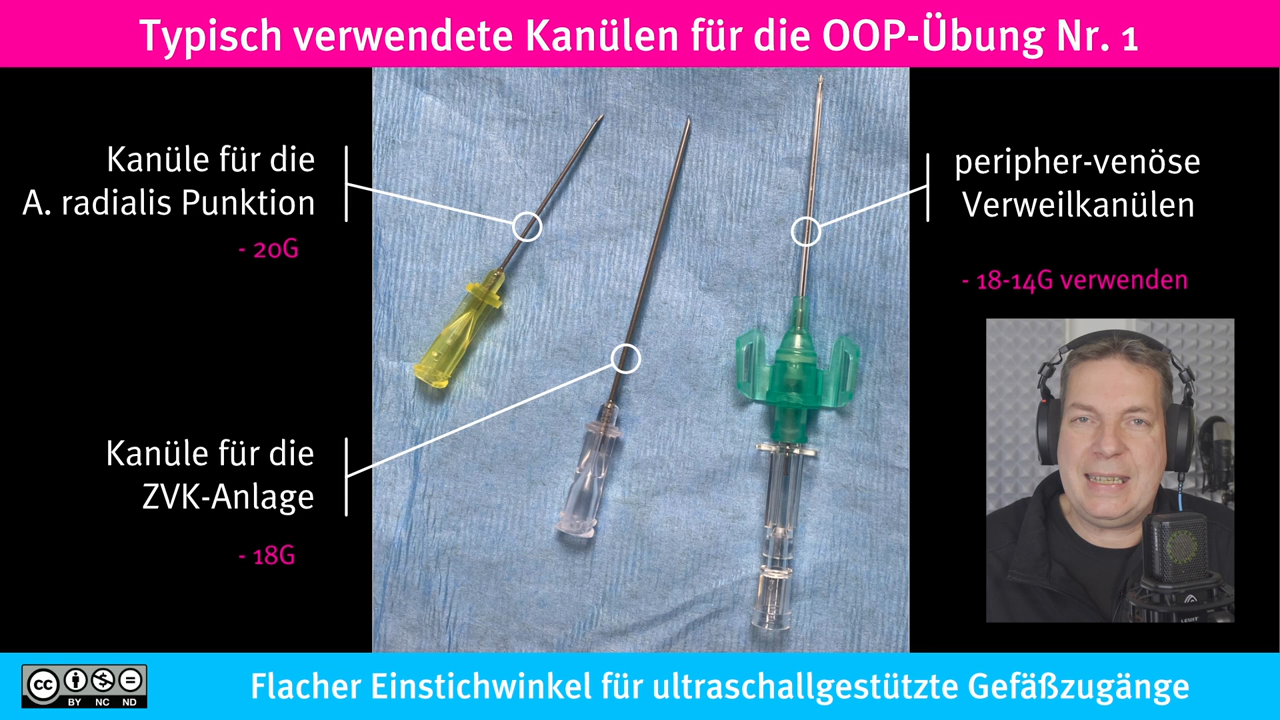 Typisch verwendete Kanülen für die OOP-Übung Nr. 1
Kanüle für die
A. radialis Punktion
- 20G
Kanüle für die
ZVK-Anlage
- 18G
peripher-venöse
Verweilkanülen
- 18-14G verwenden
cc
BY NC ND
Flacher Einstichwinkel für ultraschallgestützte Gefäßzugänge